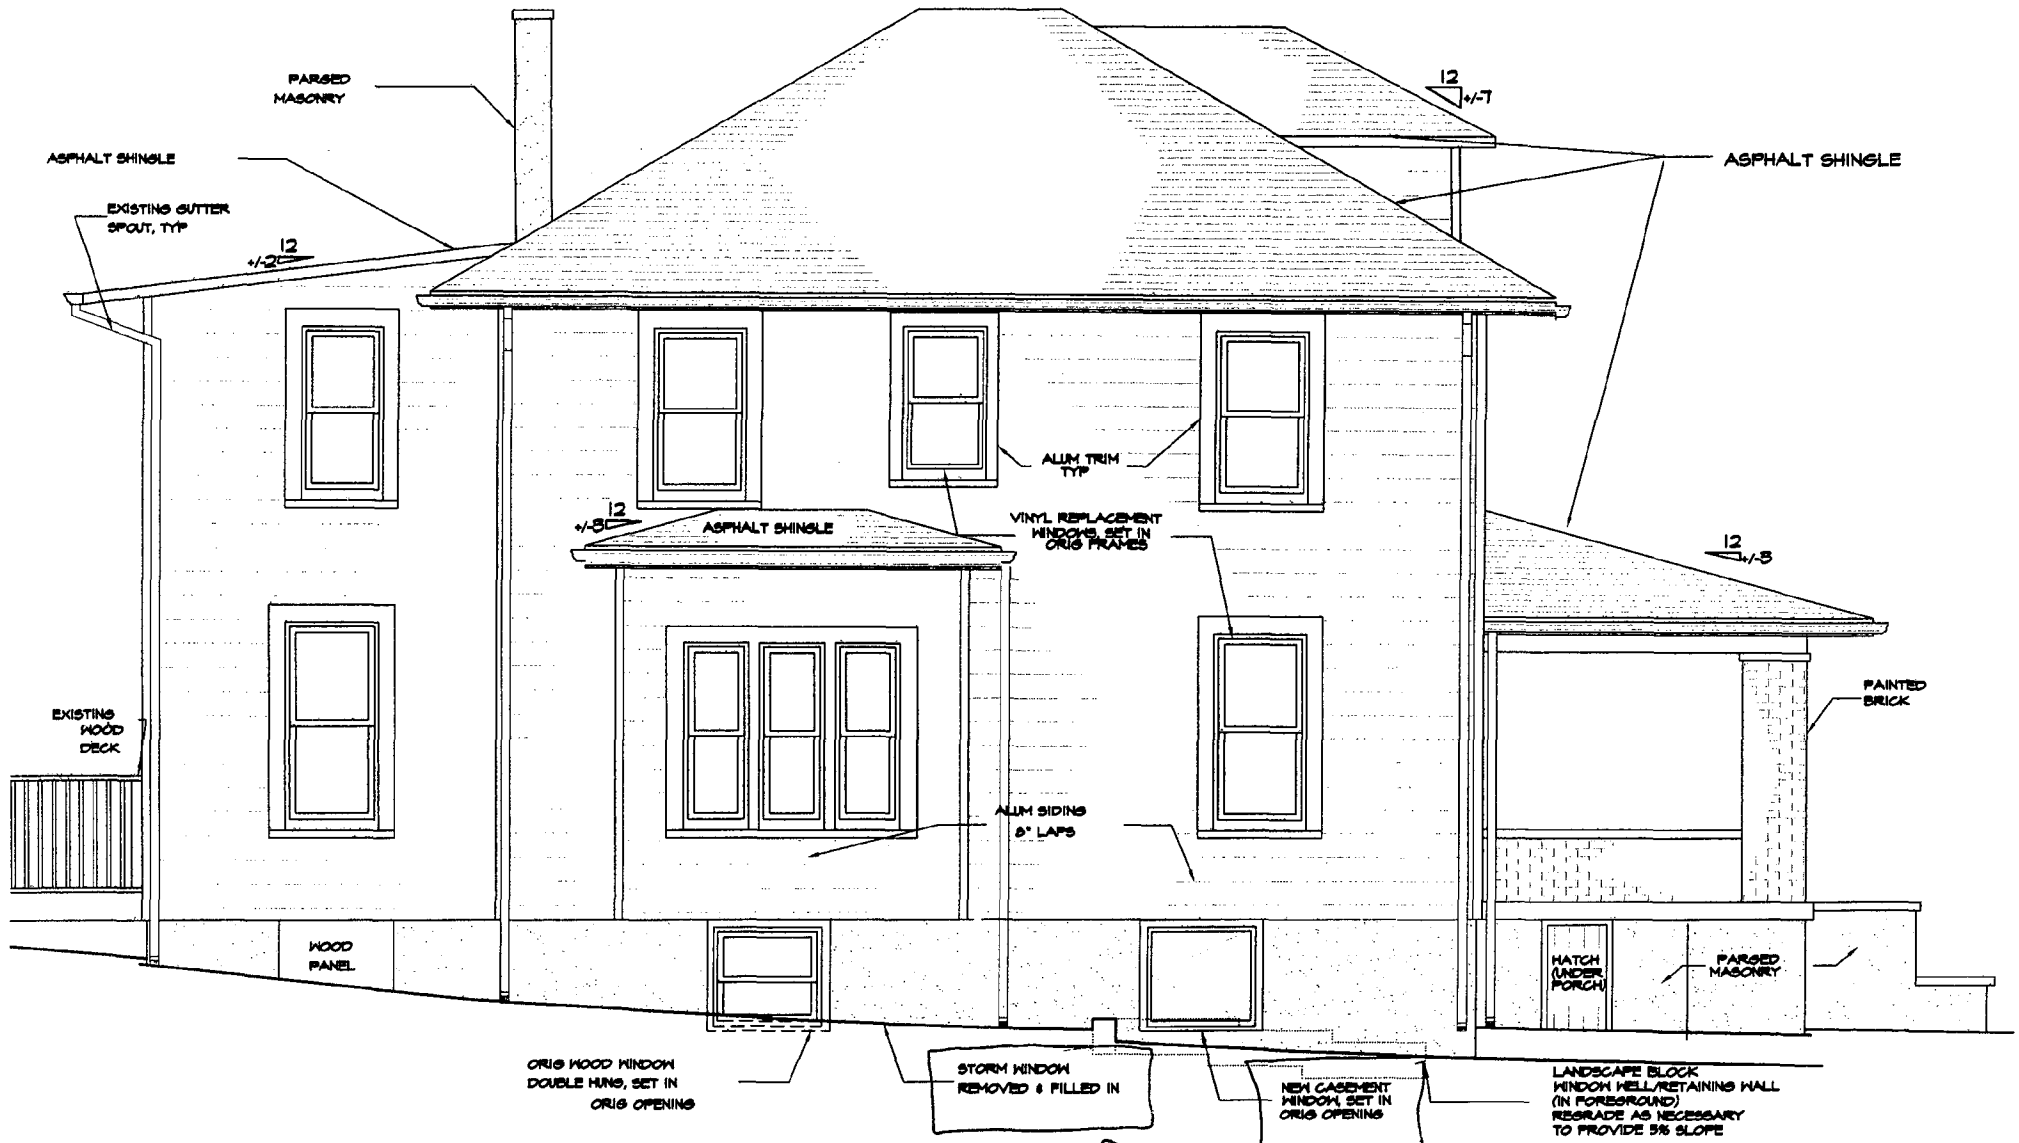 PARGED
MASONRY
12
+/-7
ASPHALT SHINGLE
ASPHALT SHINGLE
EXISTING GUTTER
SPOUT, TYP
12
+/-2
ALUM TRIM
TYP
12
+/-3
ASPHALT SHINGLE
VINYL REPLACEMENT
WINDOWS, SET IN
ORIG FRAMES
12
+/-3
PAINTED
BRICK
EXISTING
WOOD
DECK
ALUM SIDING
8" LAPS
WOOD
PANEL
HATCH
(UNDER
PORCH)
PARGED
MASONRY
ORIG WOOD WINDOW
DOUBLE HUNG, SET IN
ORIG OPENING
STORM WINDOW
REMOVED & FILLED IN
NEW CASEMENT
WINDOW, SET IN
ORIG OPENING
LANDSCAPE BLOCK
WINDOW WELL/RETAINING WALL
(IN FOREGROUND)
REGRADE AS NECESSARY
TO PROVIDE 5% SLOPE